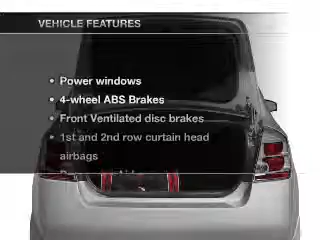 VEHICLE FEATURES
• Power windows
• 4-wheel ABS Brakes
• Front Ventilated disc brakes
• 1st and 2nd row curtain head
airbags